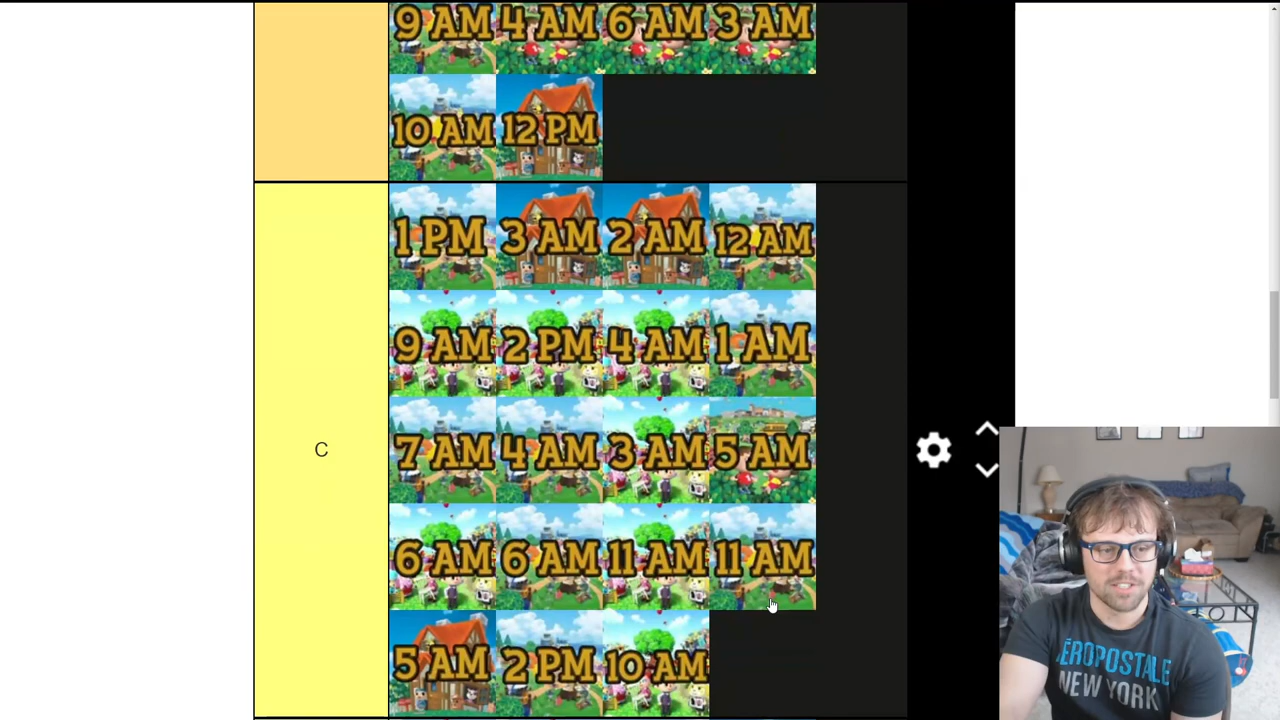 9 AM 4 AM 6 AM 3 AM
10 AM 12 PM
C
1 PM 3 AM 2 AM 12 AM
9 AM 2 PM 4 AM 1 AM
7 AM 4 AM 3 AM 5 AM
6 AM 6 AM 11 AM 11 AM
5 AM 2 PM 10 AM
AÉROPOSTALE
NEW YORK